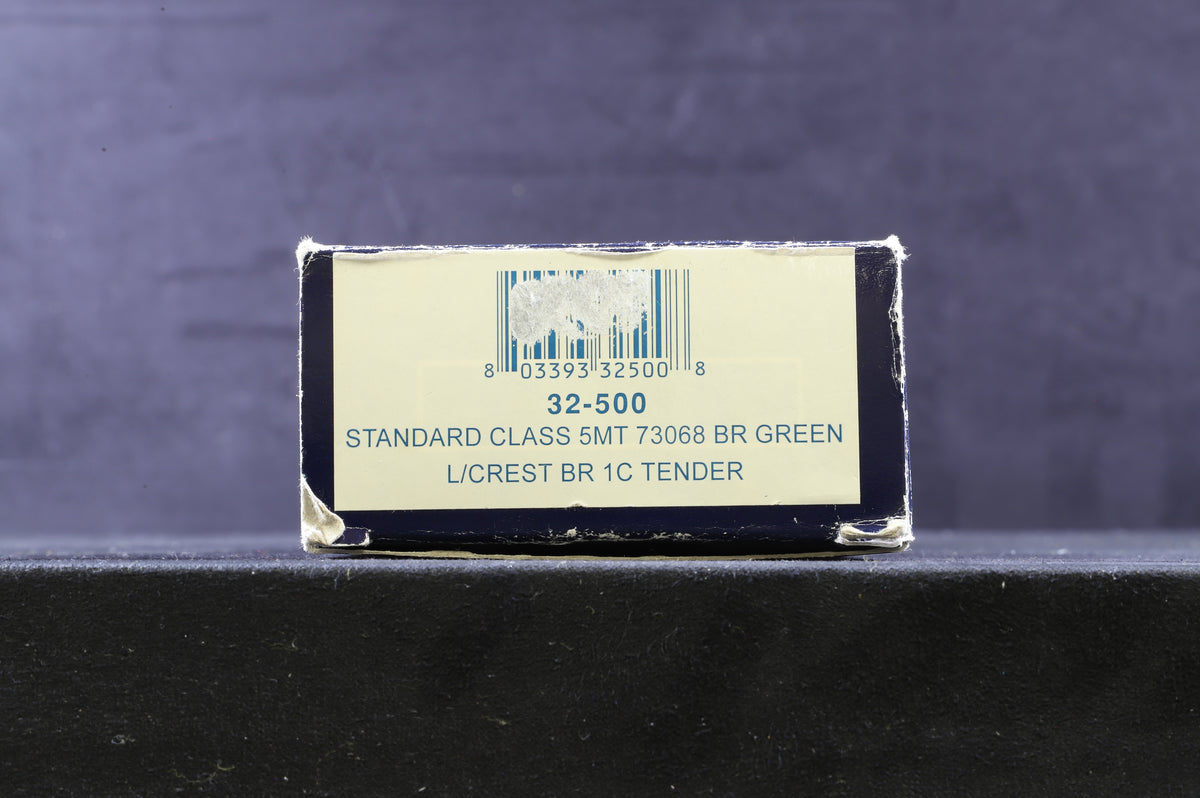 8 03393 32500 8
32-500
STANDARD CLASS 5MT 73068 BR GREEN
L/CREST BR 1C TENDER